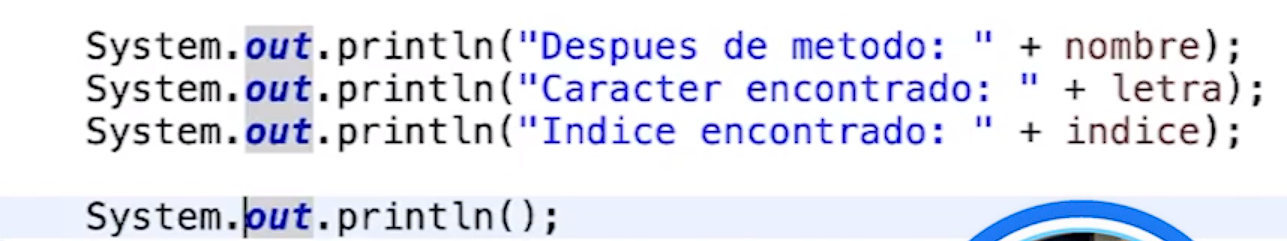 System.out.println("Despues de metodo: " + nombre);
System.out.println("Caracter encontrado: " + letra);
System.out.println("Indice encontrado: " + indice);
System.out.println();